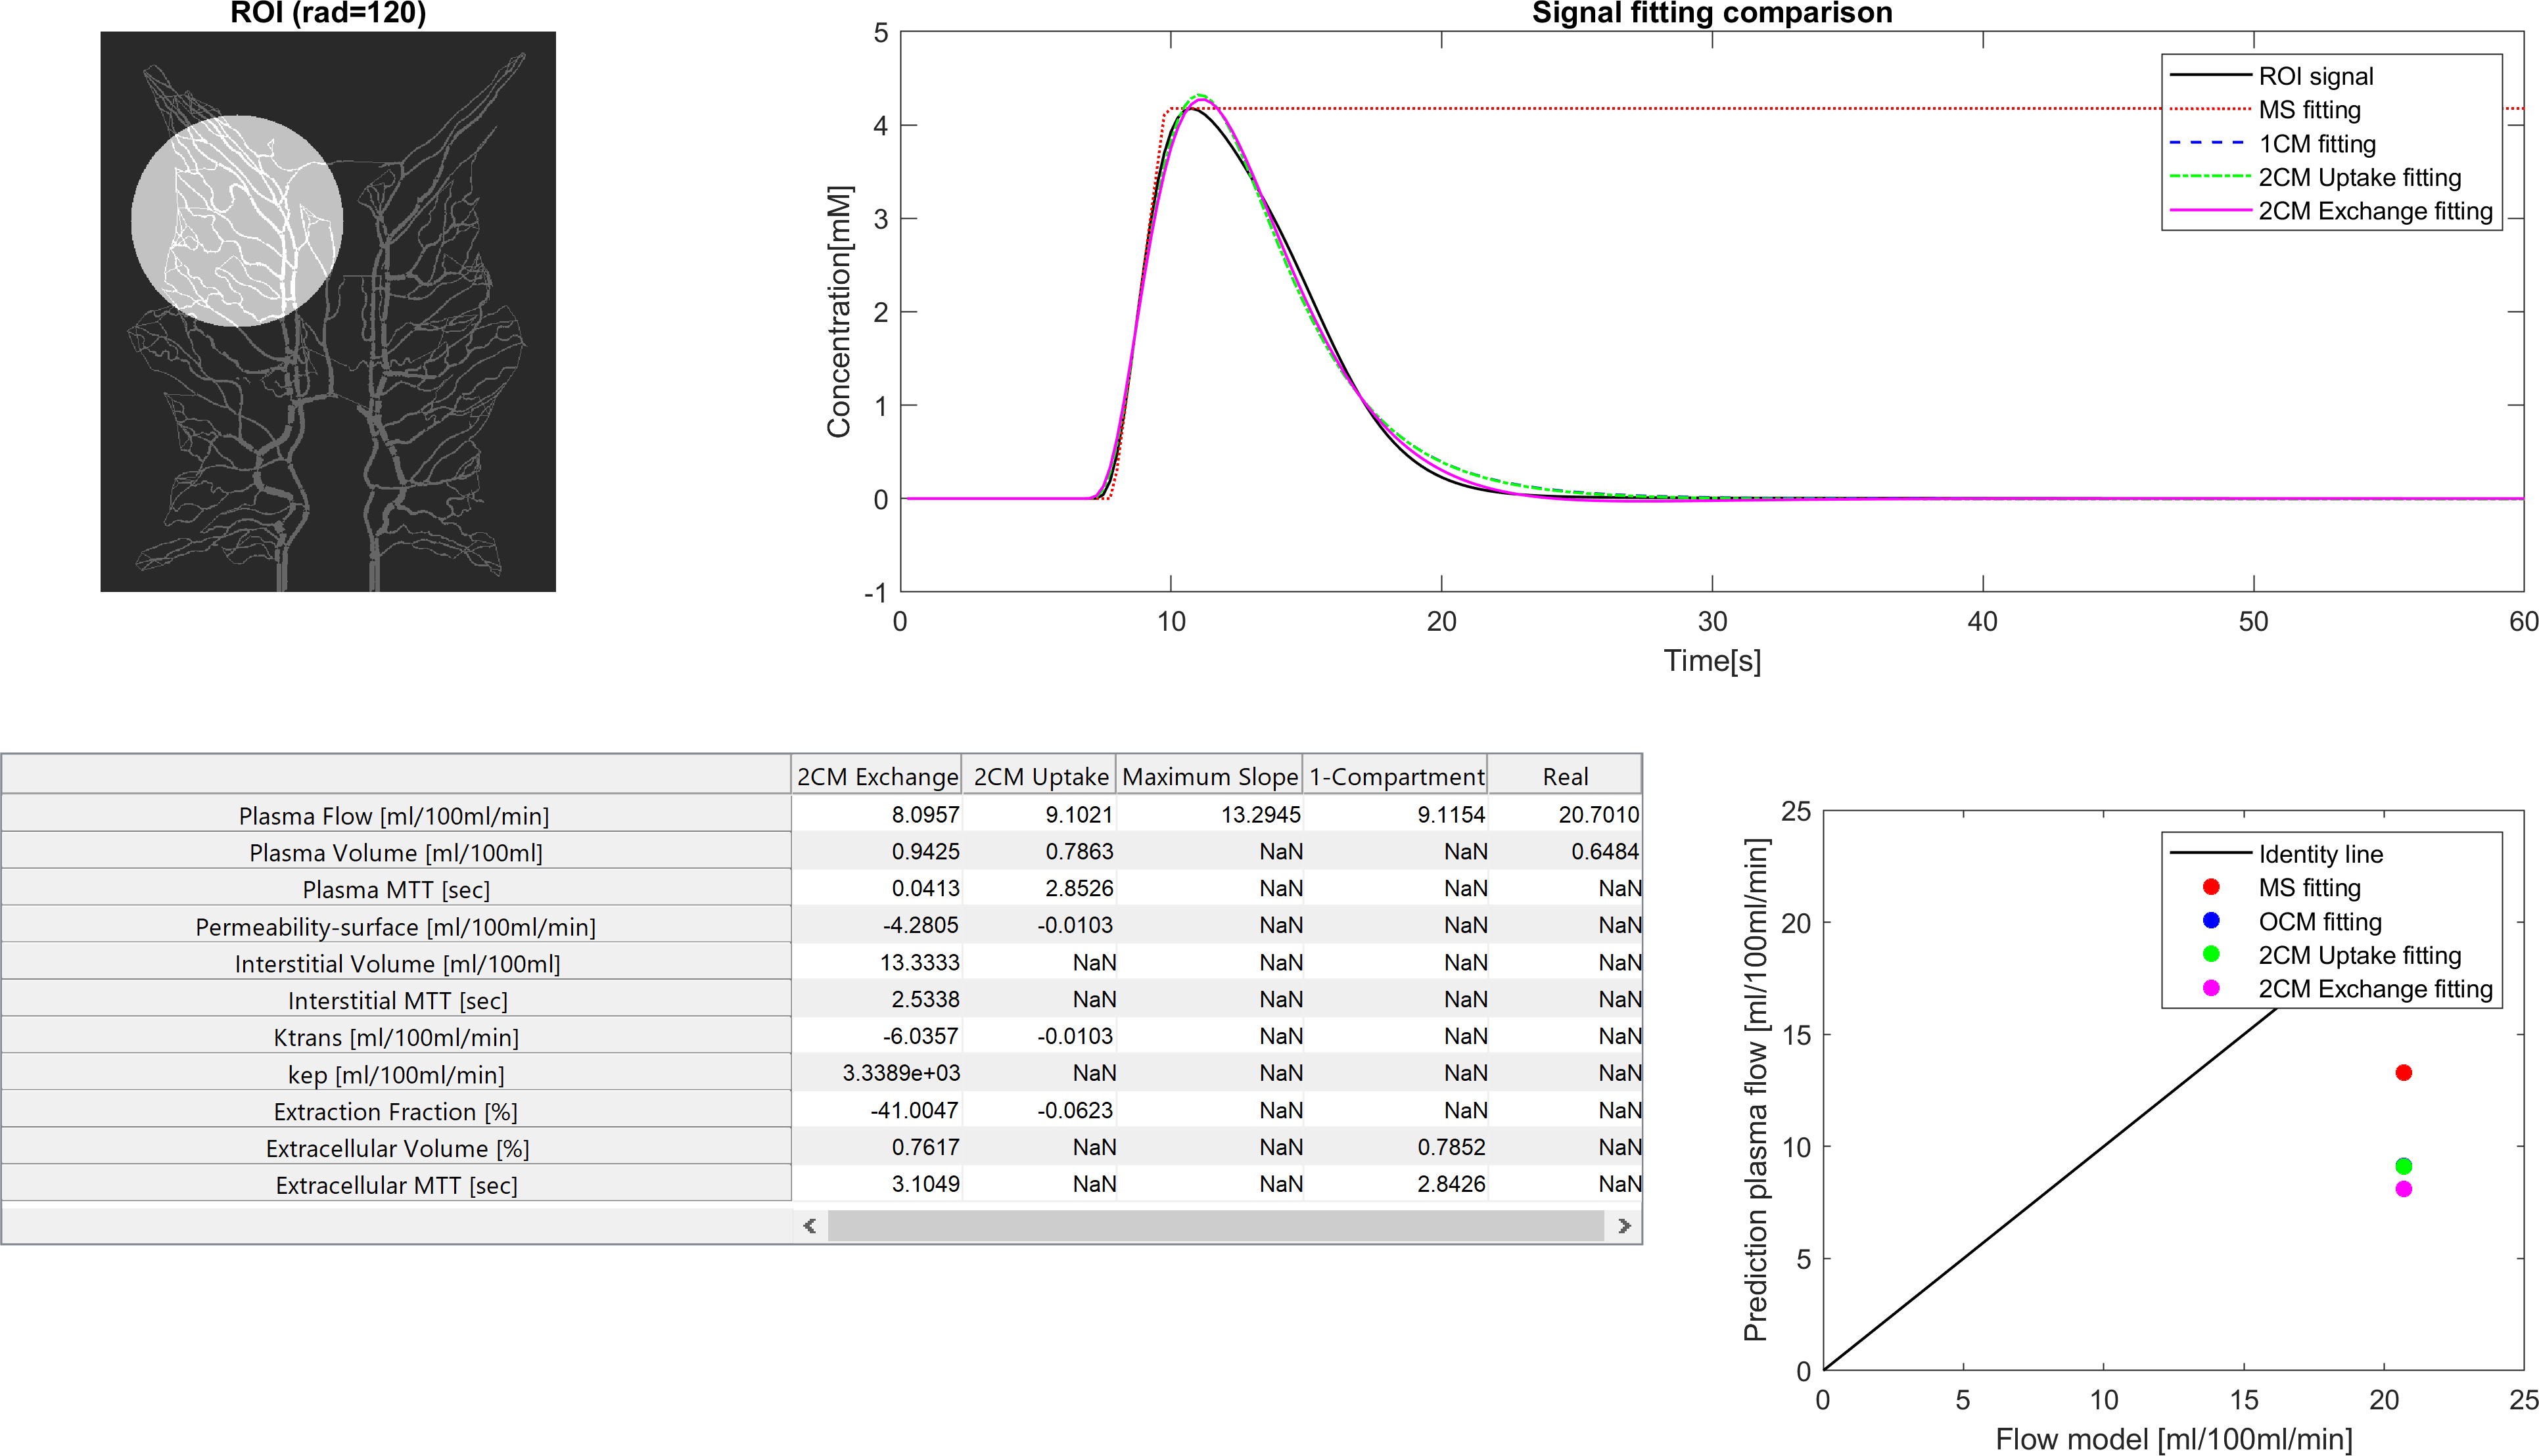 ROI (rad=120)
Signal fitting comparison
5
4
3
2
1
0
-1
Concentration[mM]
0 10 20 30 40 50 60
Time[s]
ROI signal
MS fitting
1CM fitting
2CM Uptake fitting
2CM Exchange fitting
2CM Exchange 2CM Uptake Maximum Slope 1-Compartment Real
Plasma Flow [ml/100ml/min] 8.0957 9.1021 13.2945 9.1154 20.7010
Plasma Volume [ml/100ml] 0.9425 0.7863 NaN NaN 0.6484
Plasma MTT [sec] 0.0413 2.8526 NaN NaN NaN
Permeability-surface [ml/100ml/min] -4.2805 -0.0103 NaN NaN NaN
Interstitial Volume [ml/100ml] 13.3333 NaN NaN NaN NaN
Interstitial MTT [sec] 2.5338 NaN NaN NaN NaN
Ktrans [ml/100ml/min] -6.0357 -0.0103 NaN NaN NaN
kep [ml/100ml/min] 3.3389e+03 NaN NaN NaN NaN
Extraction Fraction [%] -41.0047 -0.0623 NaN NaN NaN
Extracellular Volume [%] 0.7617 NaN NaN 0.7852 NaN
Extracellular MTT [sec] 3.1049 NaN NaN 2.8426 NaN
25
20
15
10
5
0
Prediction plasma flow [ml/100ml/min]
Identity line
MS fitting
OCM fitting
2CM Uptake fitting
2CM Exchange fitting
0 5 10 15 20 25
Flow model [ml/100ml/min]